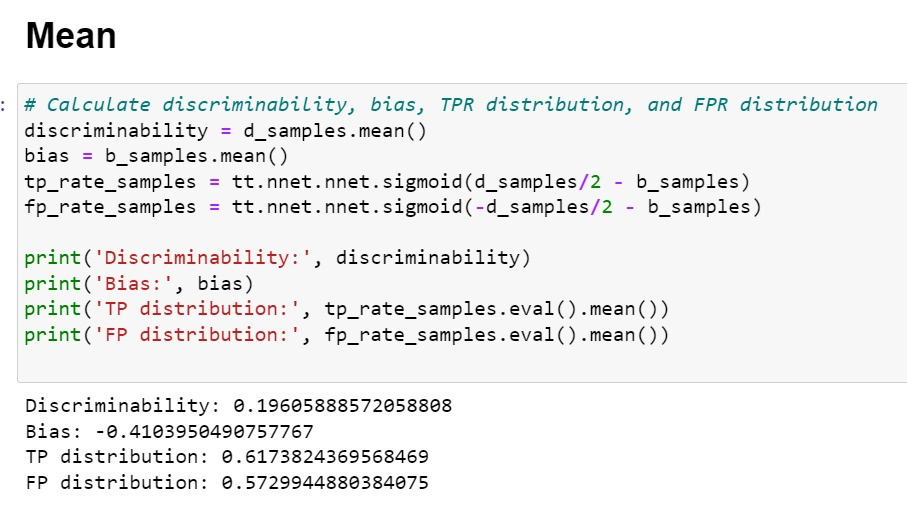 Mean
: # Calculate discriminability, bias, TPR distribution, and FPR distribution
discriminability = d_samples.mean()
bias = b_samples.mean()
tp_rate_samples = tt.nnet.nnet.sigmoid(d_samples/2 - b_samples)
fp_rate_samples = tt.nnet.nnet.sigmoid(-d_samples/2 - b_samples)
print('Discriminability:', discriminability)
print('Bias:', bias)
print('TP distribution:', tp_rate_samples.eval().mean())
print('FP distribution:', fp_rate_samples.eval().mean())
Discriminability: 0.19605888572058808
Bias: -0.4103950490757767
TP distribution: 0.6173824369568469
FP distribution: 0.5729944880384075